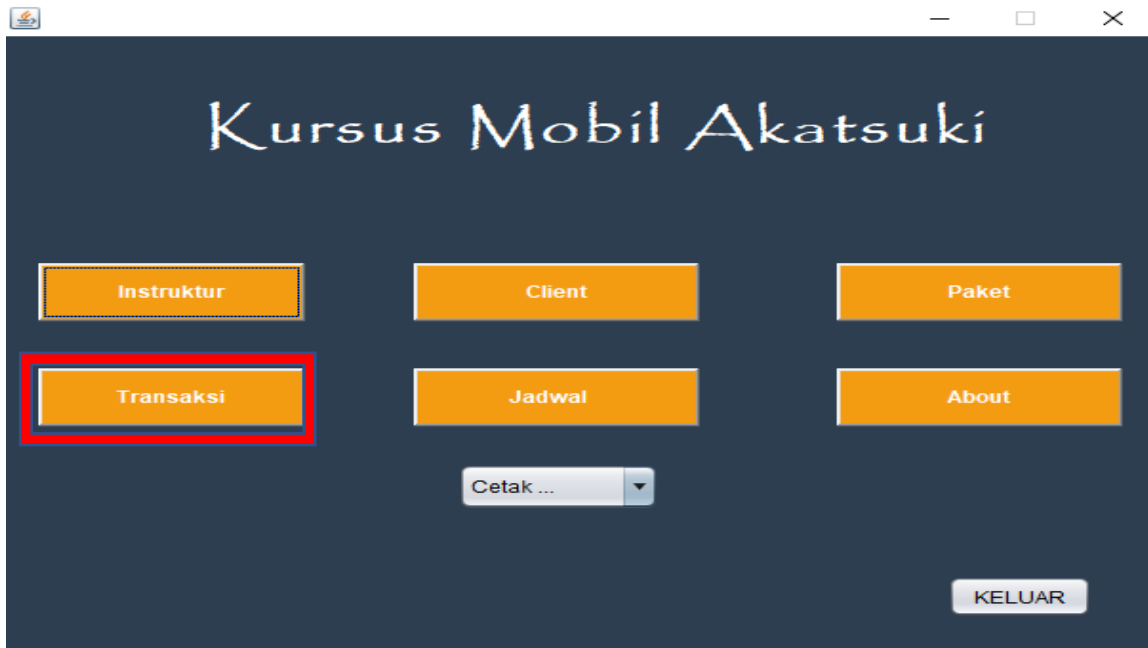 Kursus Mobil Akatsuki
Instruktur
Client
Paket
Transaksi
Jadwal
About
Cetak ...
KELUAR